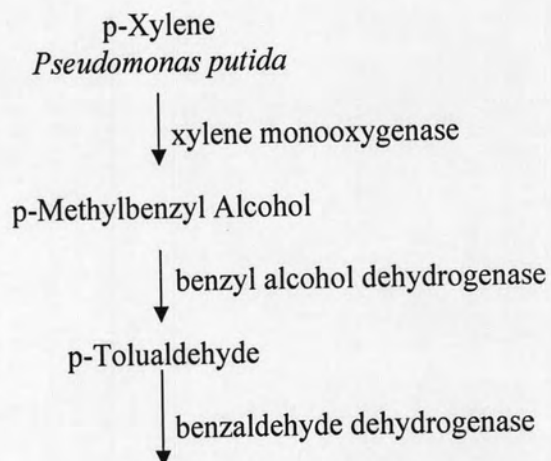 p-Xylene
Pseudomonas putida
xylene monooxygenase
p-Methylbenzyl Alcohol
benzyl alcohol dehydrogenase
p-Tolualdehyde
benzaldehyde dehydrogenase